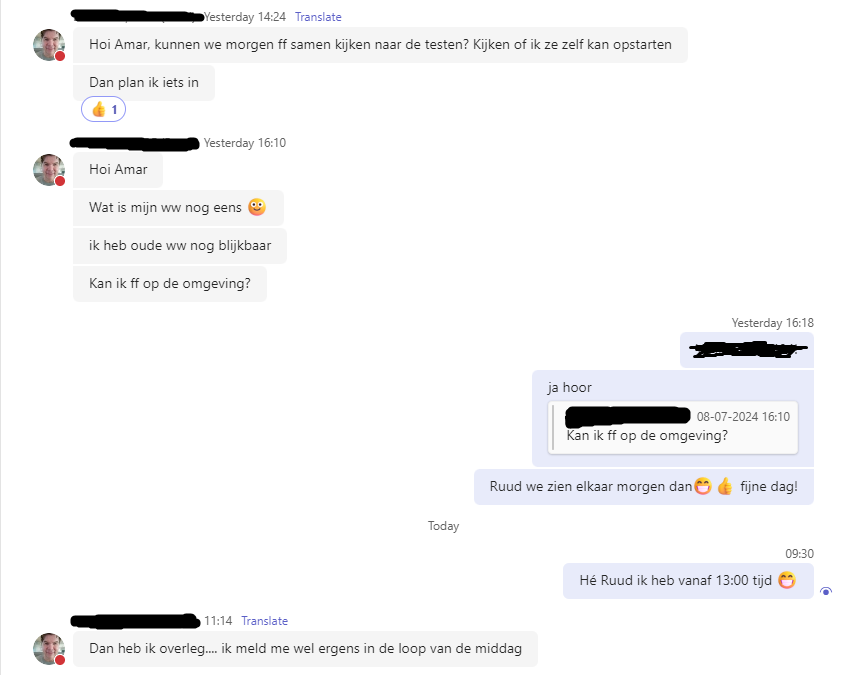 Yesterday 14:24 Translate
Hoi Amar, kunnen we morgen ff samen kijken naar de testen? Kijken of ik ze zelf kan opstarten
Dan plan ik iets in
👍 1
Yesterday 16:10
Hoi Amar
Wat is mijn ww nog eens
ik heb oude ww nog blijkbaar
Kan ik ff op de omgeving?
Yesterday 16:18
ja hoor
08-07-2024 16:10
Kan ik ff op de omgeving?
Ruud we zien elkaar morgen dan😁👍 fijne dag!
Today
09:30
Hé Ruud ik heb vanaf 13:00 tijd 😁
11:14 Translate
Dan heb ik overleg.... ik meld me wel ergens in de loop van de middag